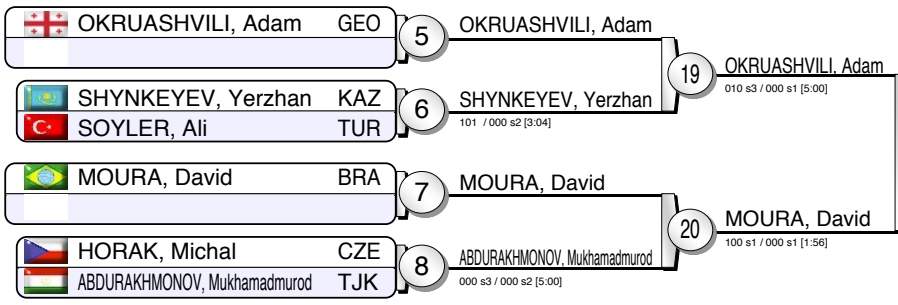 OKRUASHVILI, Adam GEO
5
OKRUASHVILI, Adam
19
OKRUASHVILI, Adam
010 s3 / 000 s1 [5:00]
SHYNKEYEV, Yerzhan KAZ
SOYLER, Ali TUR
6
SHYNKEYEV, Yerzhan
101 / 000 s2 [3:04]
MOURA, David BRA
7
MOURA, David
20
MOURA, David
100 s1 / 000 s1 [1:56]
HORAK, Michal CZE
ABDURAKHMONOV, Mukhamadmurod TJK
8
ABDURAKHMONOV, Mukhamadmurod
000 s3 / 000 s2 [5:00]